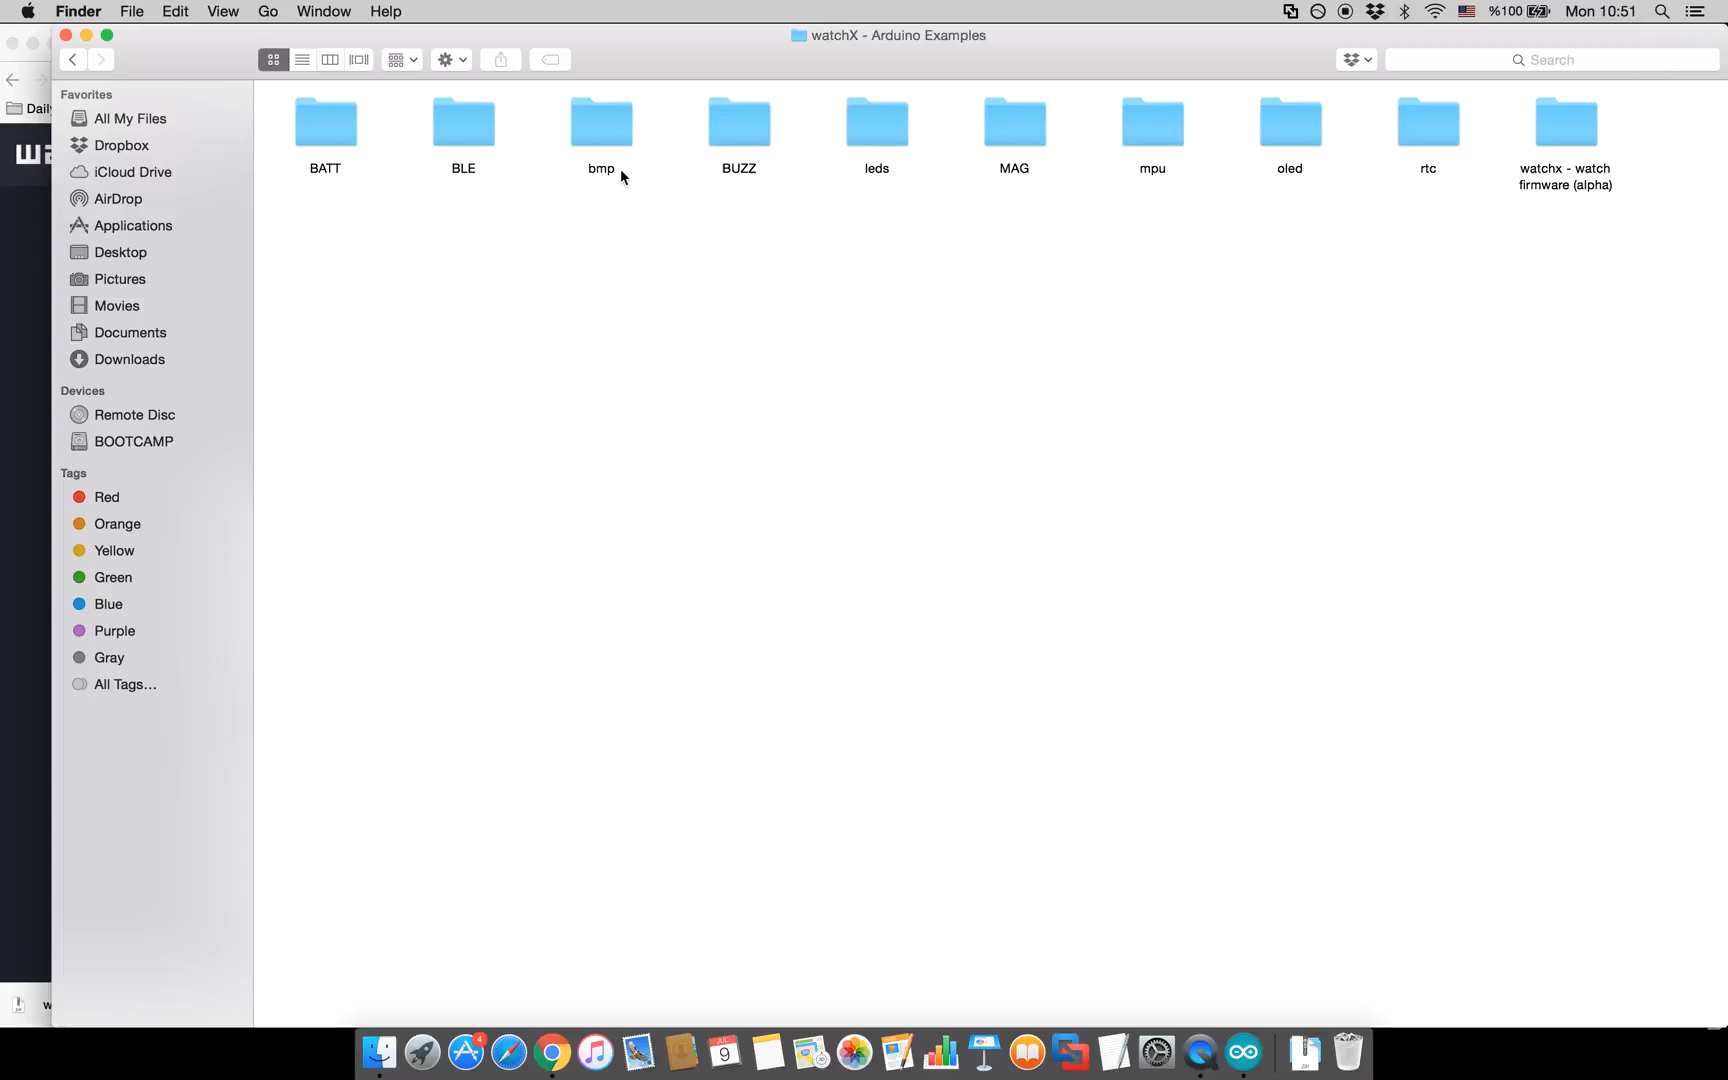 Finder File Edit View Go Window Help %100 Mon 10:51
watchX - Arduino Examples
Search
Favorites
All My Files
Dropbox
iCloud Drive
AirDrop
Applications
Desktop
Pictures
Movies
Documents
Downloads
Devices
Remote Disc
BOOTCAMP
Tags
Red
Orange
Yellow
Green
Blue
Purple
Gray
All Tags...
BATT BLE bmp BUZZ leds MAG mpu oled rtc watchx - watch
firmware (alpha)
Daily
4
JUL
9
ZIP